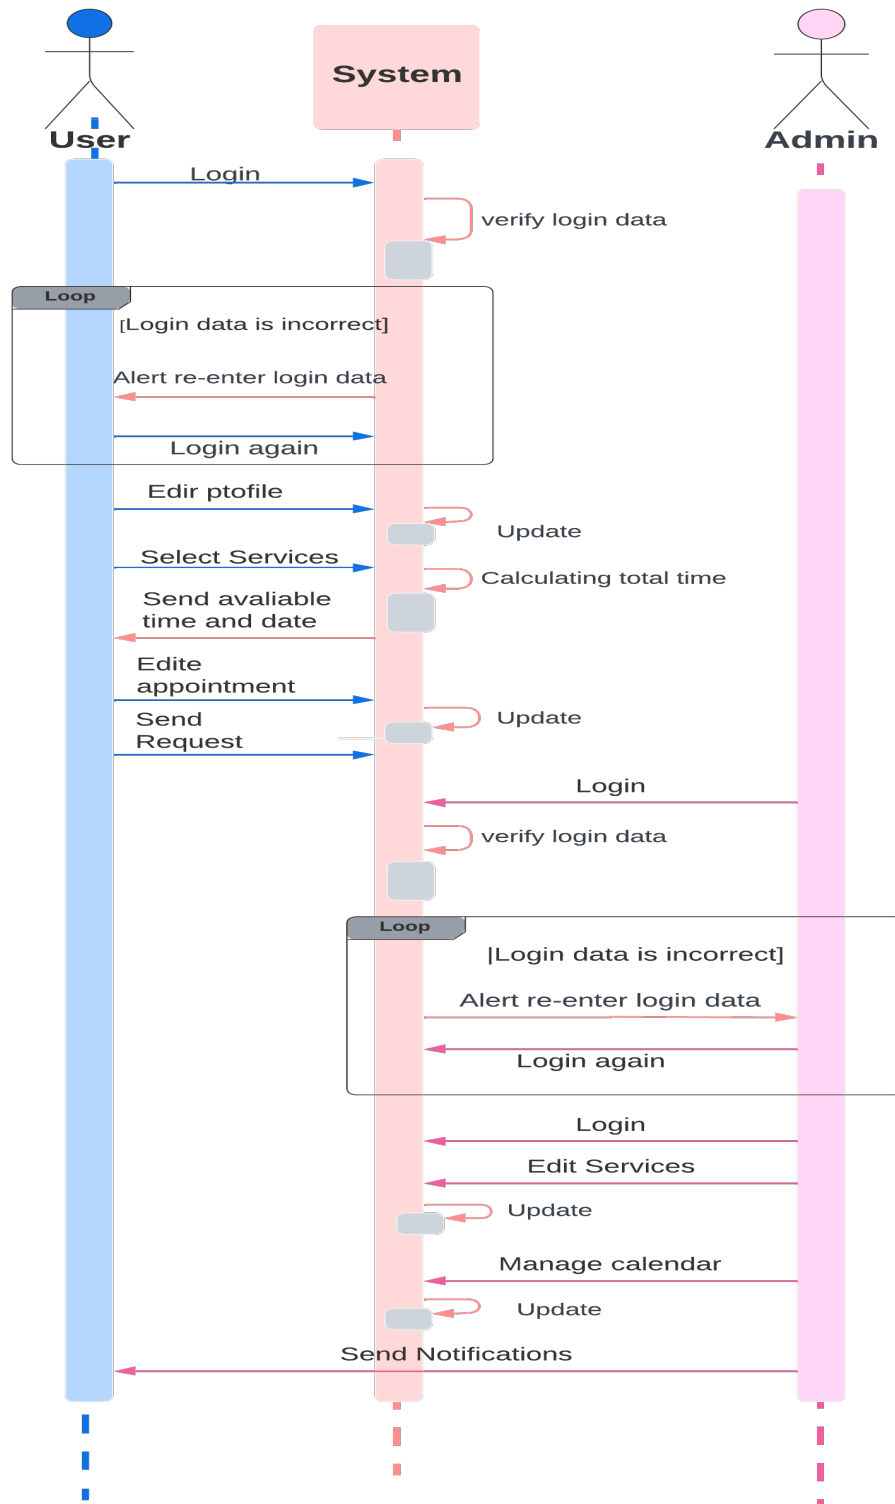 System
User
Admin
Login
verify login data
Loop
[Login data is incorrect]
Alert re-enter login data
Login again
Edir ptofile
Update
Select Services
Calculating total time
Send avaliable
time and date
Edite
appointment
Send
Request
Update
Login
verify login data
Loop
|Login data is incorrect]
Alert re-enter login data
Login again
Login
Edit Services
Update
Manage calendar
Update
Send Notifications